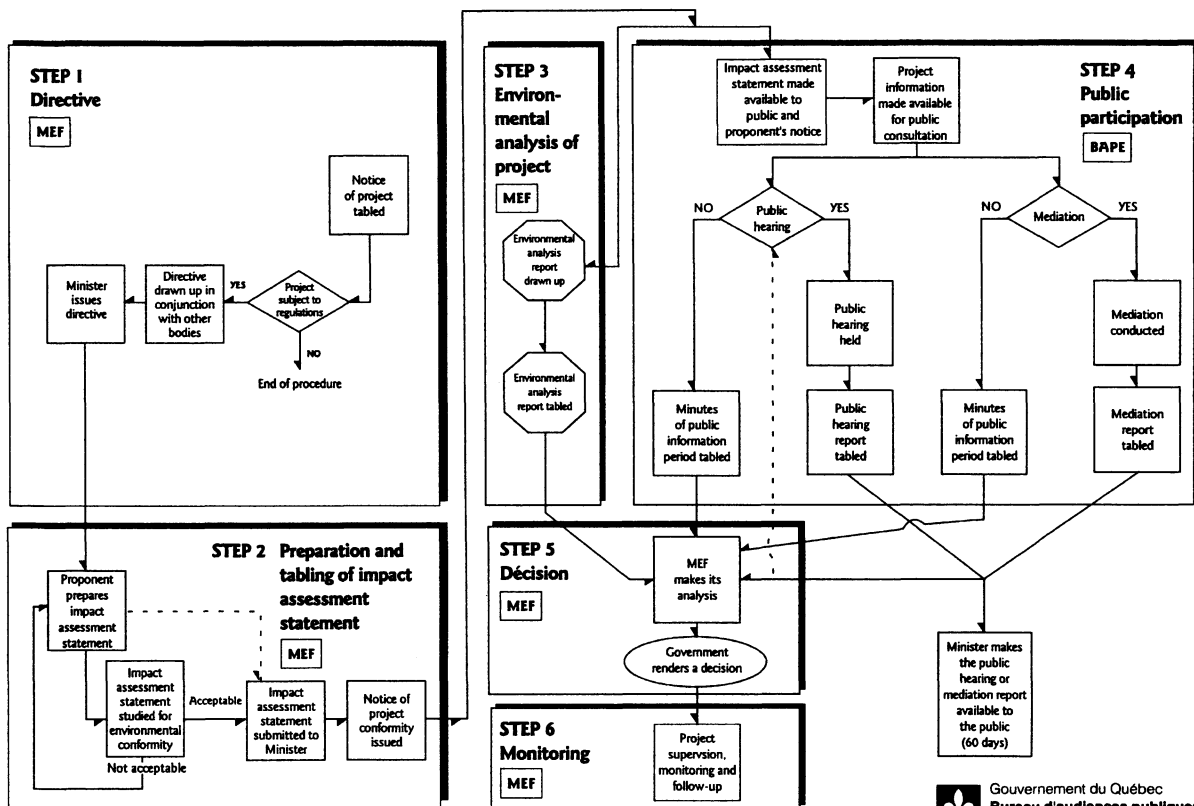 STEP 1
Directive
MEF
Notice
of project
tabled
Project
subject to
regulations
YES
NO
End of procedure
Directive
drawn up in
conjunction
with other
bodies
Minister
issues
directive
STEP 2 Preparation and
tabling of impact
assessment
statement
MEF
Proponent
prepares
impact
assessment
statement
Impact
assessment
statement
studied for
environmental
conformity
Acceptable
Not acceptable
Impact
assessment
statement
submitted to
Minister
Notice of
project
conformity
issued
STEP 3
Environ-
mental
analysis of
project
MEF
Environmental
analysis
report
drawn up
Environmental
analysis
report tabled
STEP 4
Public
participation
BAPE
Impact assessment
statement made
available to
public and
proponent's notice
Project
information
made available
for public
consultation
NO
Public
hearing
YES
NO
Mediation
YES
Public
hearing
held
Mediation
conducted
Minutes
of public
information
period tabled
Public
hearing
report
tabled
Minutes of
public
information
period tabled
Mediation
report
tabled
STEP 5
Décision
MEF
MEF
makes its
analysis
Government
renders a decision
Minister makes
the public
hearing or
mediation report
available to
the public
(60 days)
STEP 6
Monitoring
MEF
Project
supervsion,
monitoring and
follow-up
Gouvernement du Québec
Bureau d'audiences publiques